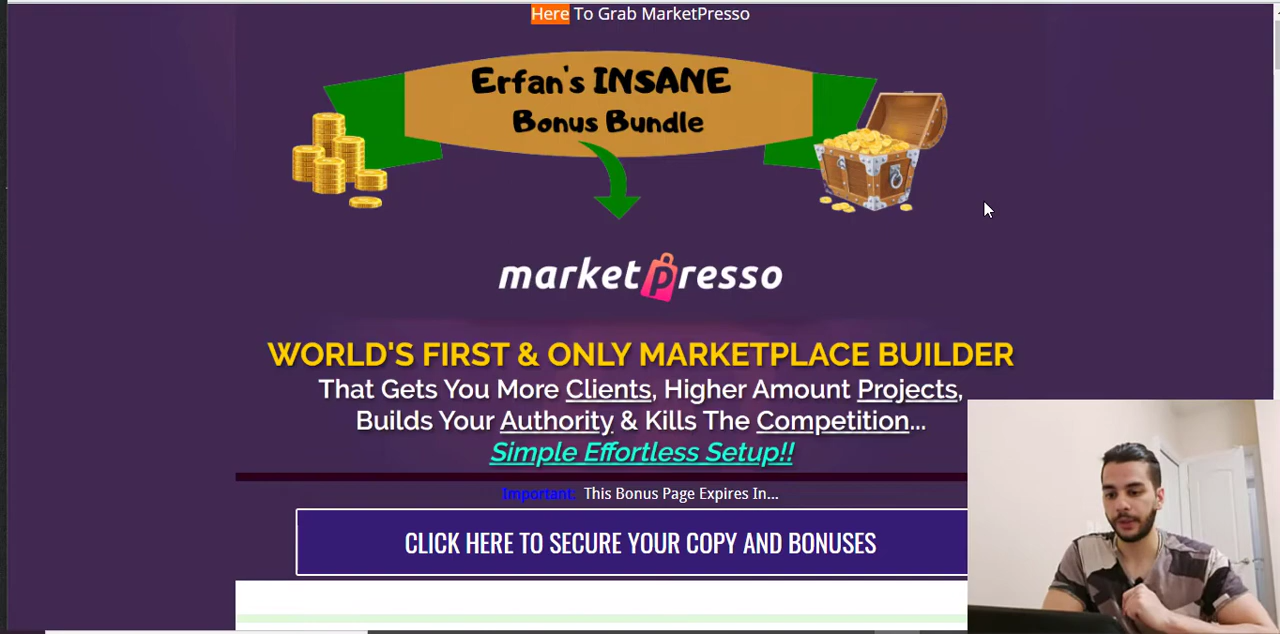 Here To Grab MarketPresso
Erfan's INSANE
Bonus Bundle
marketpresso
WORLD'S FIRST & ONLY MARKETPLACE BUILDER
That Gets You More Clients, Higher Amount Projects,
Builds Your Authority & Kills The Competition...
Simple Effortless Setup!!
Important: This Bonus Page Expires In...
CLICK HERE TO SECURE YOUR COPY AND BONUSES